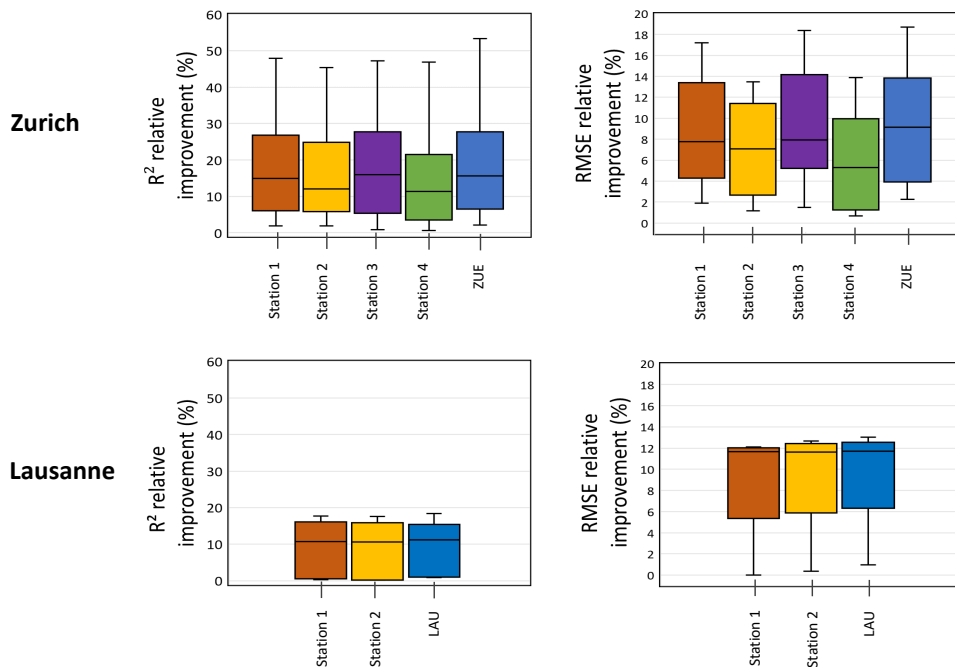 Zurich
R² relative
improvement (%)
60
50
40
30
20
10
0
Station 1
Station 2
Station 3
Station 4
ZUE
RMSE relative
improvement (%)
20
18
16
14
12
10
8
6
4
2
0
Station 1
Station 2
Station 3
Station 4
ZUE
Lausanne
R² relative
improvement (%)
60
50
40
30
20
10
0
Station 1
Station 2
LAU
RMSE relative
improvement (%)
20
18
16
14
12
10
8
6
4
2
0
Station 1
Station 2
LAU